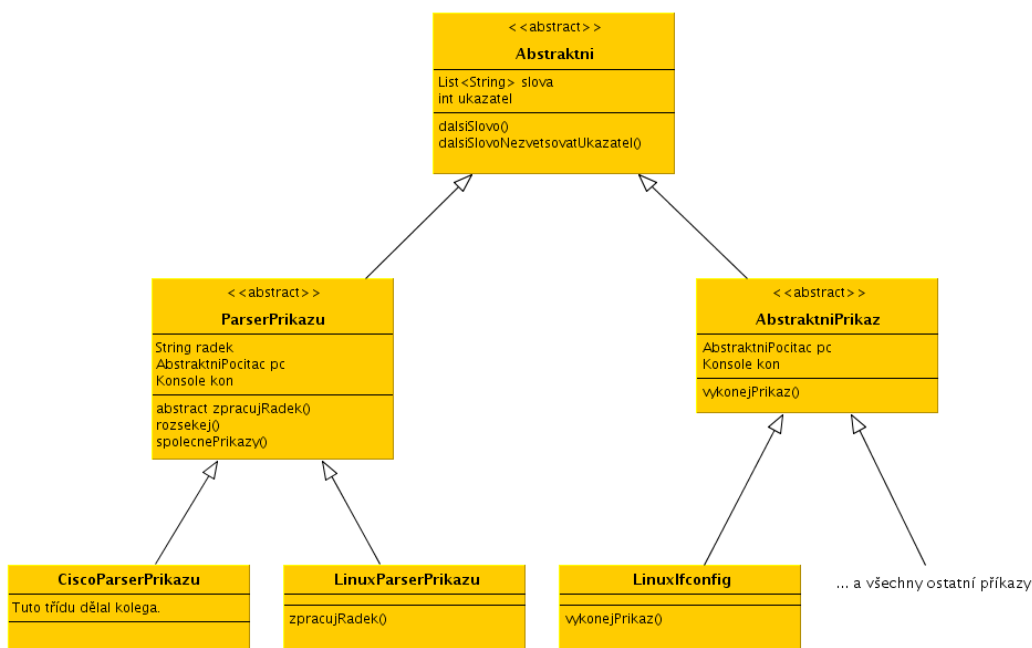 <<abstract>>
Abstraktni
List<String> slova
int ukazatel
dalsiSlovo()
dalsiSlovoNezvetsovatUkazatel()
<<abstract>>
ParserPrikazu
String radek
AbstraktniPocitac pc
Konsole kon
abstract zpracujRadek()
rozsekej()
spolecnePrikazy()
<<abstract>>
AbstraktniPrikaz
AbstraktniPocitac pc
Konsole kon
vykonejPrikaz()
CiscoParserPrikazu
Tuto třídu dělal kolega.
LinuxParserPrikazu
zpracujRadek()
LinuxIfconfig
vykonejPrikaz()
... a všechny ostatní příkazy